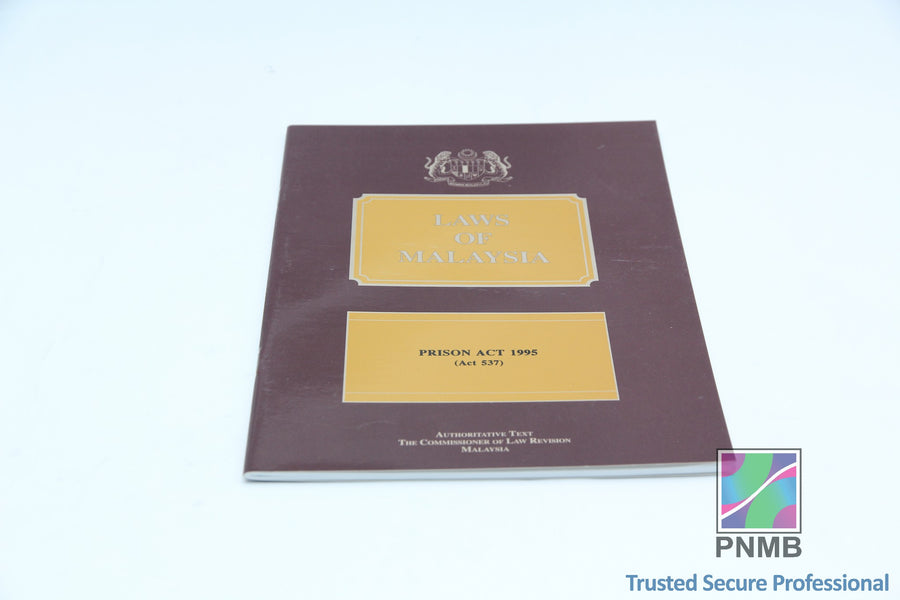 LAWS
OF
MALAYSIA
PRISON ACT 1995
(Act 537)
AUTHORITATIVE TEXT
THE COMMISSIONER OF LAW REVISION
MALAYSIA
PNMB
Trusted Secure Professional